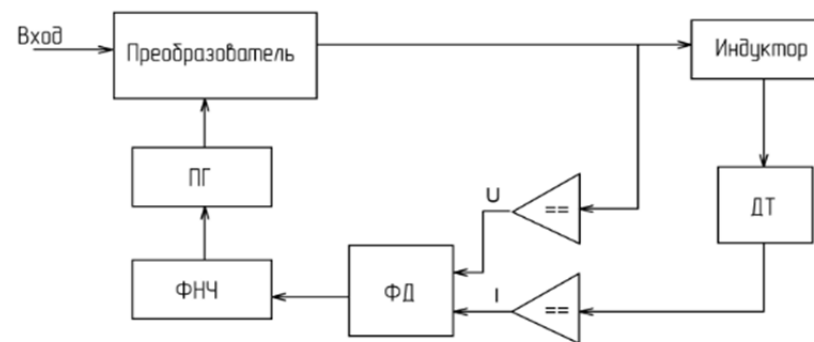 Вход
Преобразователь
Индуктор
ПГ
U
==
ДТ
ФНЧ
ФД
I
==